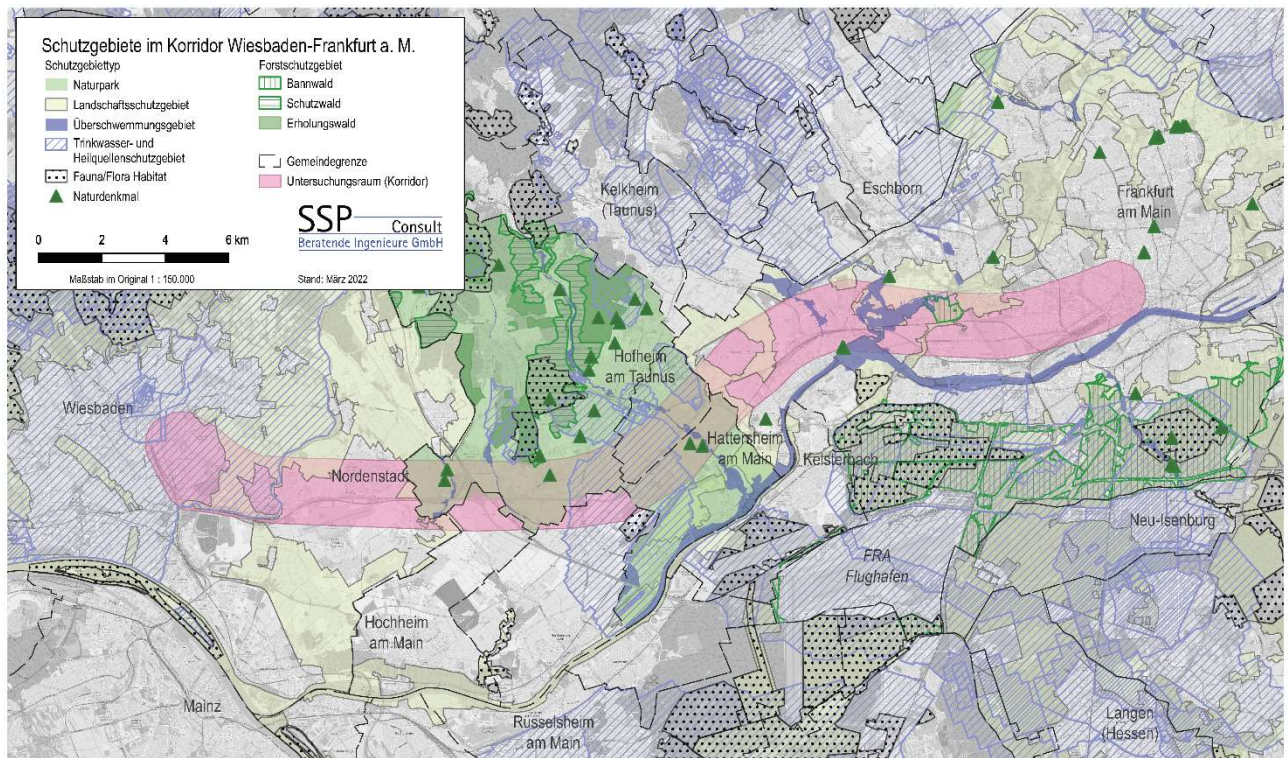 Schutzgebiete im Korridor Wiesbaden-Frankfurt a. M.
Schutzgebiettyp
Naturpark
Landschaftsschutzgebiet
Überschwemmungsgebiet
Trinkwasser- und
Heilquellenschutzgebiet
Fauna/Flora Habitat
Naturdenkmal
Forstschutzgebiet
Bannwald
Schutzwald
Erholungswald
Gemeindegrenze
Untersuchungsraum (Korridor)
SSP Consult
Beratende Ingenieure GmbH
0 2 4 6 km
Maßstab im Original 1 : 150.000
Stand: März 2022
Kelkheim
(Taunus)
Eschborn
Frankfurt
am Main
Hofheim
am Taunus
Wiesbaden
Nordenstadt
Hattersheim
am Main
Kelsterbach
Neu-Isenburg
FRA
Flughafen
Hochheim
am Main
Mainz
Rüsselsheim
am Main
Langen
(Hessen)